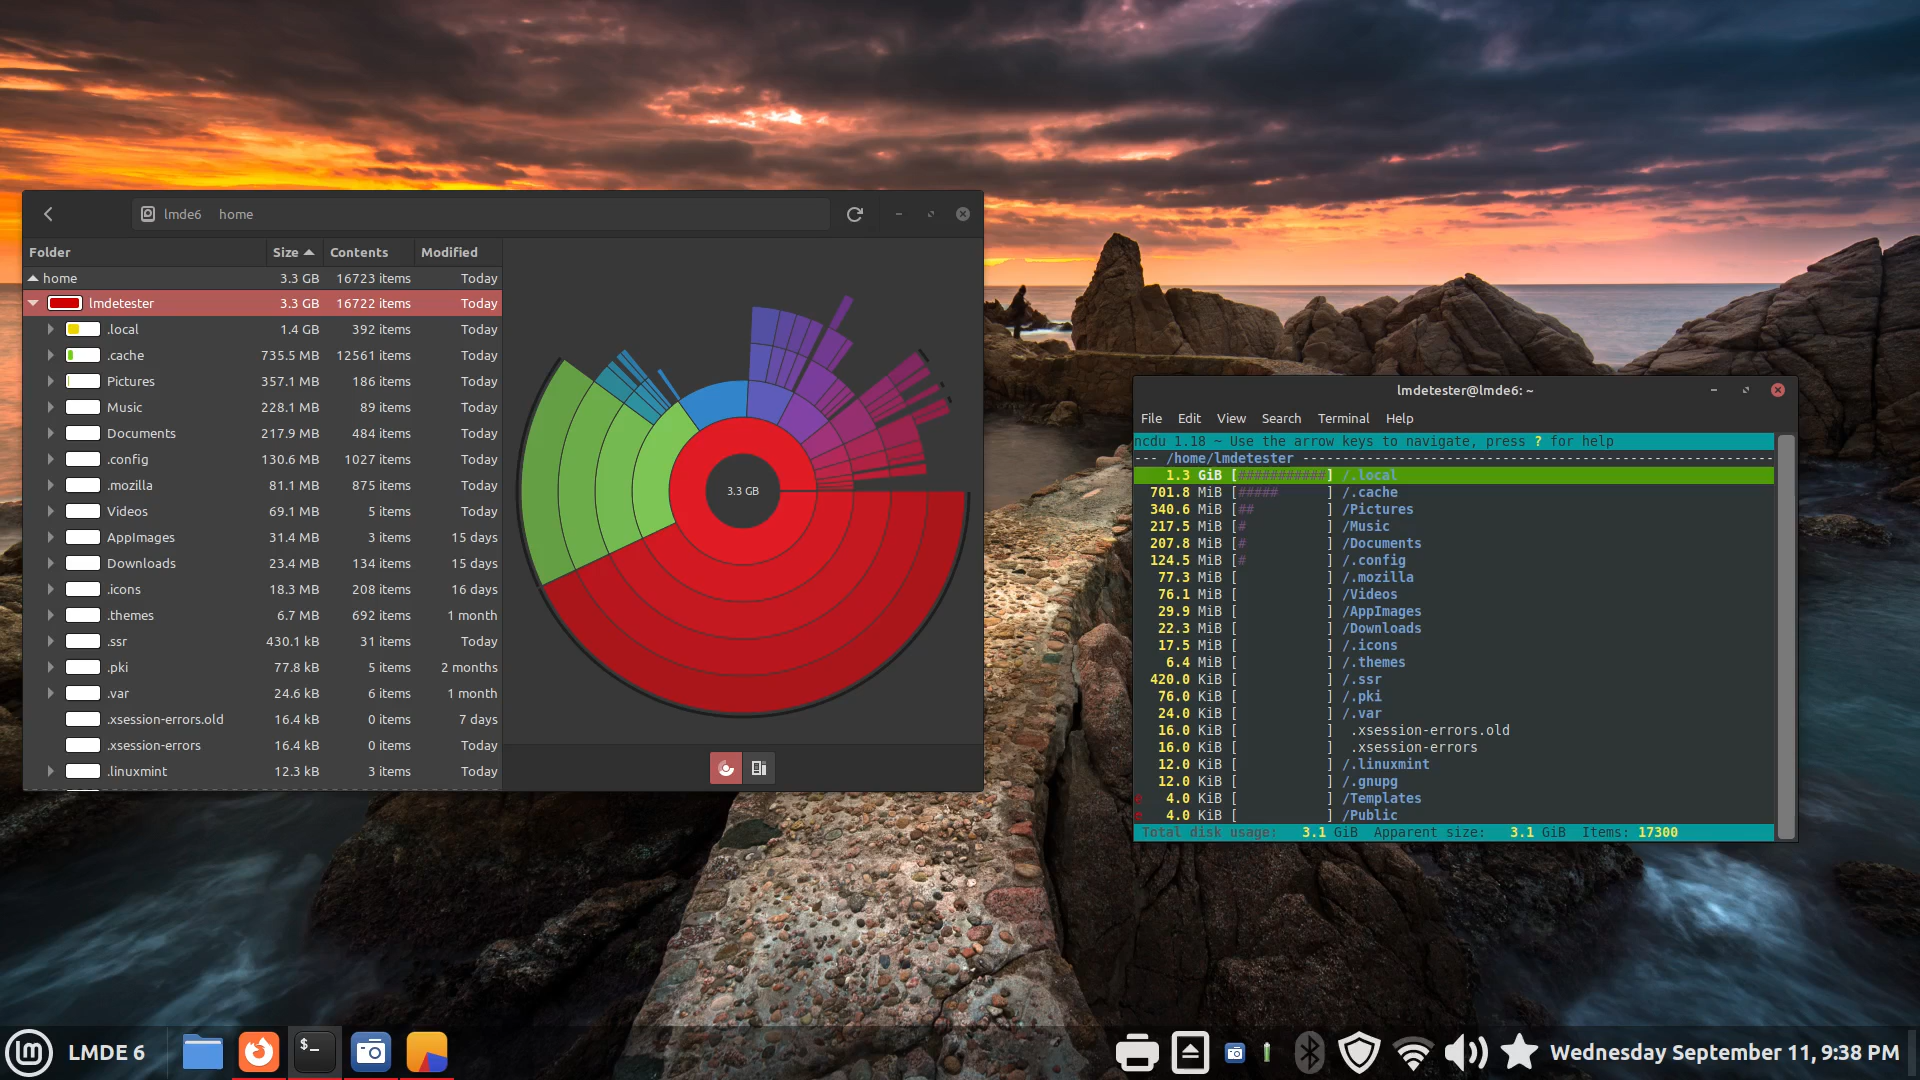 lmde6 home
Folder Size Contents Modified
home 3.3 GB 16723 items Today
lmdetester 3.3 GB 16722 items Today
.local 1.4 GB 392 items Today
.cache 735.5 MB 12561 items Today
Pictures 357.1 MB 186 items Today
Music 228.1 MB 89 items Today
Documents 217.9 MB 484 items Today
.config 130.6 MB 1027 items Today
.mozilla 81.1 MB 875 items Today
Videos 69.1 MB 5 items Today
AppImages 31.4 MB 3 items 15 days
Downloads 23.4 MB 134 items 15 days
.icons 18.3 MB 208 items 16 days
.themes 6.7 MB 692 items 1 month
.ssr 430.1 kB 31 items Today
.pki 77.8 kB 5 items 2 months
.var 24.6 kB 6 items 1 month
.xsession-errors.old 16.4 kB 0 items 7 days
.xsession-errors 16.4 kB 0 items Today
.linuxmint 12.3 kB 3 items Today
3.3 GB
lmdetester@lmde6: ~
File Edit View Search Terminal Help
ncdu 1.18 ~ Use the arrow keys to navigate, press ? for help
--- /home/lmdetester -----------------------------------------------------------
1.3 GiB [###########] /.local
701.8 MiB [##### ] /.cache
340.6 MiB [## ] /Pictures
217.5 MiB [# ] /Music
207.8 MiB [# ] /Documents
124.5 MiB [# ] /.config
77.3 MiB [ ] /.mozilla
76.1 MiB [ ] /Videos
29.9 MiB [ ] /AppImages
22.3 MiB [ ] /Downloads
17.5 MiB [ ] /.icons
6.4 MiB [ ] /.themes
420.0 KiB [ ] /.ssr
76.0 KiB [ ] /.pki
24.0 KiB [ ] /.var
16.0 KiB [ ] .xsession-errors.old
16.0 KiB [ ] .xsession-errors
12.0 KiB [ ] /.linuxmint
12.0 KiB [ ] /.gnupg
e 4.0 KiB [ ] /Templates
e 4.0 KiB [ ] /Public
Total disk usage: 3.1 GiB Apparent size: 3.1 GiB Items: 17300
LMDE 6
$_
Wednesday September 11, 9:38 PM